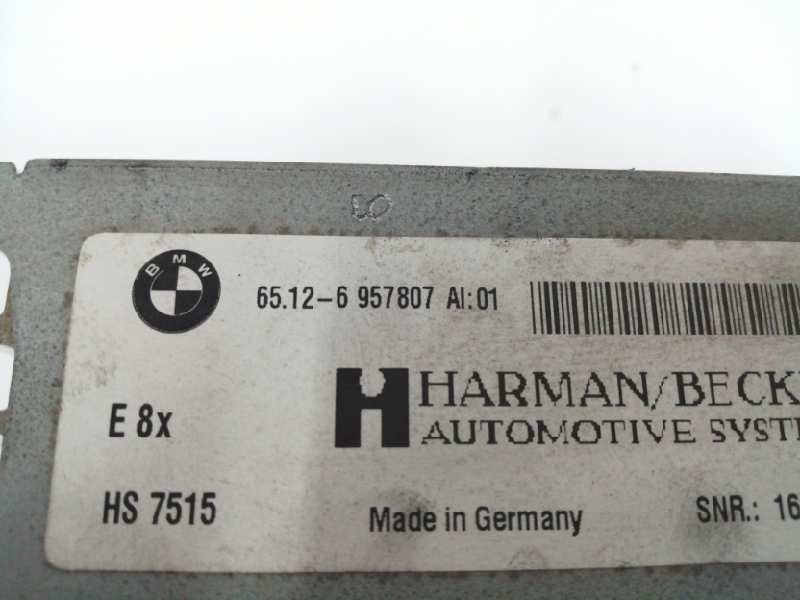 BMW
65.12-6 957807 AI:01
E 8x
HARMAN/BECK
AUTOMOTIVE SYST
HS 7515
Made in Germany
SNR.: 16